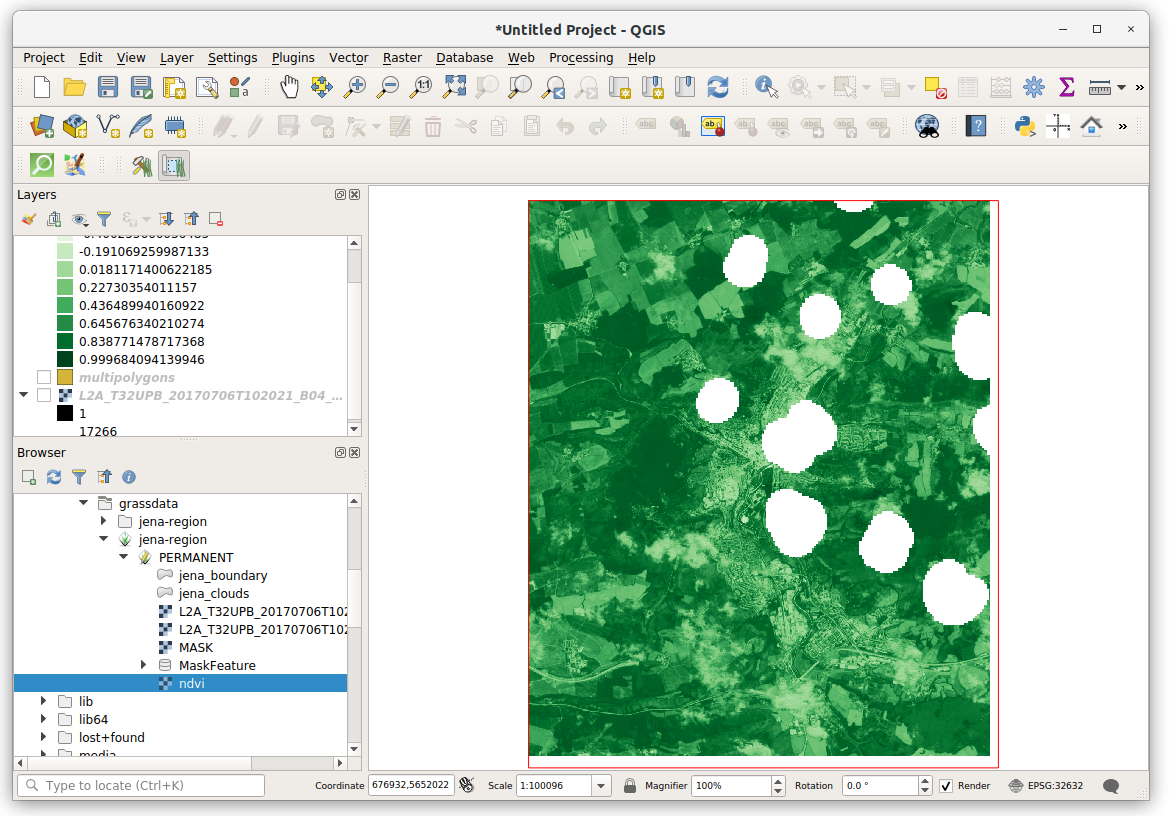 *Untitled Project - QGIS
Project Edit View Layer Settings Plugins Vector Raster Database Web Processing Help
Layers
-0.191069259987133
0.0181171400622185
0.22730354011157
0.436489940160922
0.645676340210274
0.838771478717368
0.999684094139946
multipolygons
L2A_T32UPB_20170706T102021_B04_...
1
17266
Browser
grassdata
jena-region
jena-region
PERMANENT
jena_boundary
jena_clouds
L2A_T32UPB_20170706T102
L2A_T32UPB_20170706T102
MASK
MaskFeature
ndvi
lib
lib64
lost+found
media
Type to locate (Ctrl+K) Coordinate 676932,5652022 Scale 1:100096 Magnifier 100% Rotation 0.0 ° Render EPSG:32632